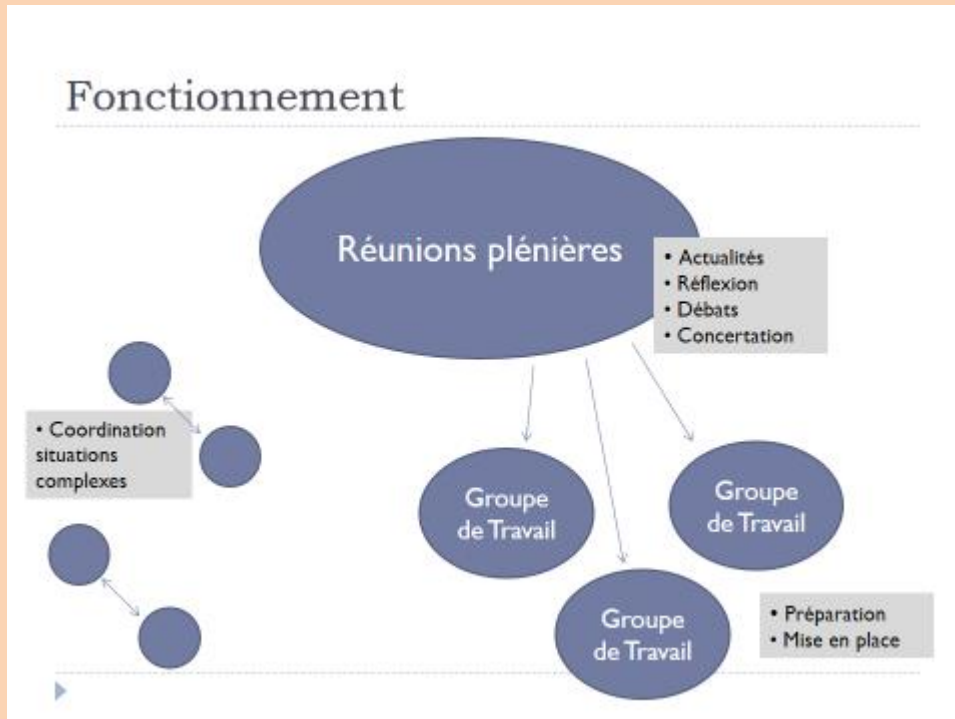 Fonctionnement
Réunions plénières
• Actualités
• Réflexion
• Débats
• Concertation
• Coordination
situations
complexes
Groupe
de Travail
Groupe
de Travail
Groupe
de Travail
• Préparation
• Mise en place